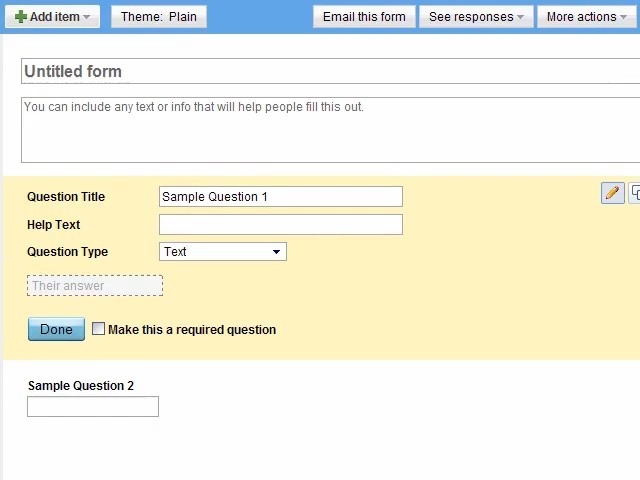 Add item
Theme: Plain
Email this form
See responses
More actions
Untitled form
You can include any text or info that will help people fill this out.
Question Title
Sample Question 1
Help Text
Question Type
Text
Their answer
Done
Make this a required question
Sample Question 2